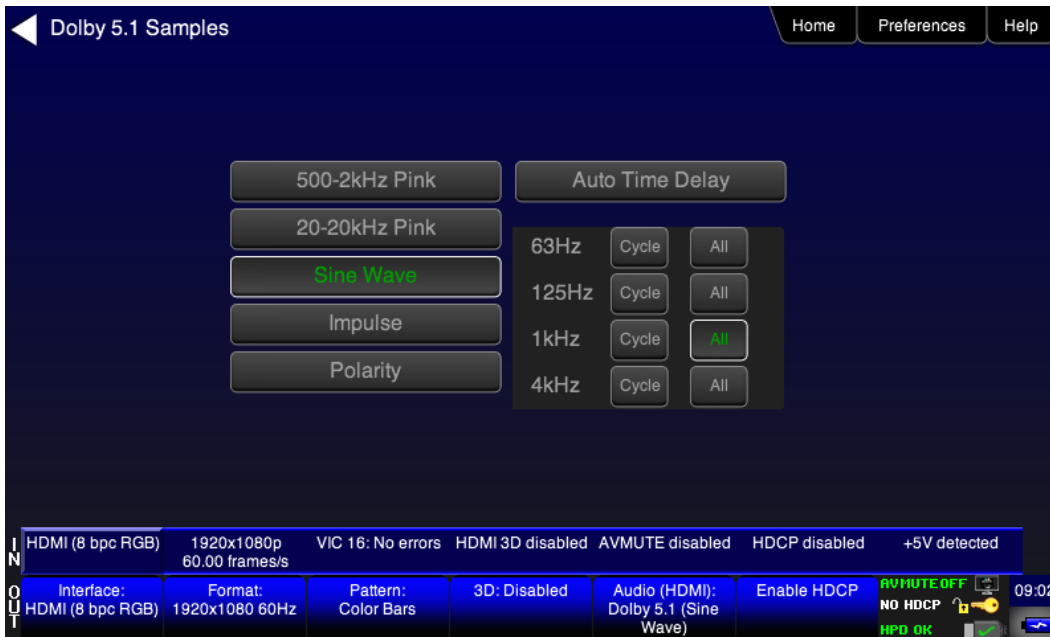 Dolby 5.1 Samples
Home
Preferences
Help
500-2kHz Pink
Auto Time Delay
20-20kHz Pink
Sine Wave
Impulse
Polarity
63Hz Cycle All
125Hz Cycle All
1kHz Cycle All
4kHz Cycle All
IN
HDMI (8 bpc RGB)
1920x1080p
60.00 frames/s
VIC 16: No errors
HDMI 3D disabled
AVMUTE disabled
HDCP disabled
+5V detected
OUT
Interface:
HDMI (8 bpc RGB)
Format:
1920x1080 60Hz
Pattern:
Color Bars
3D: Disabled
Audio (HDMI):
Dolby 5.1 (Sine
Wave)
Enable HDCP
AVMUTEOFF
NO HDCP
HPD OK
09:02